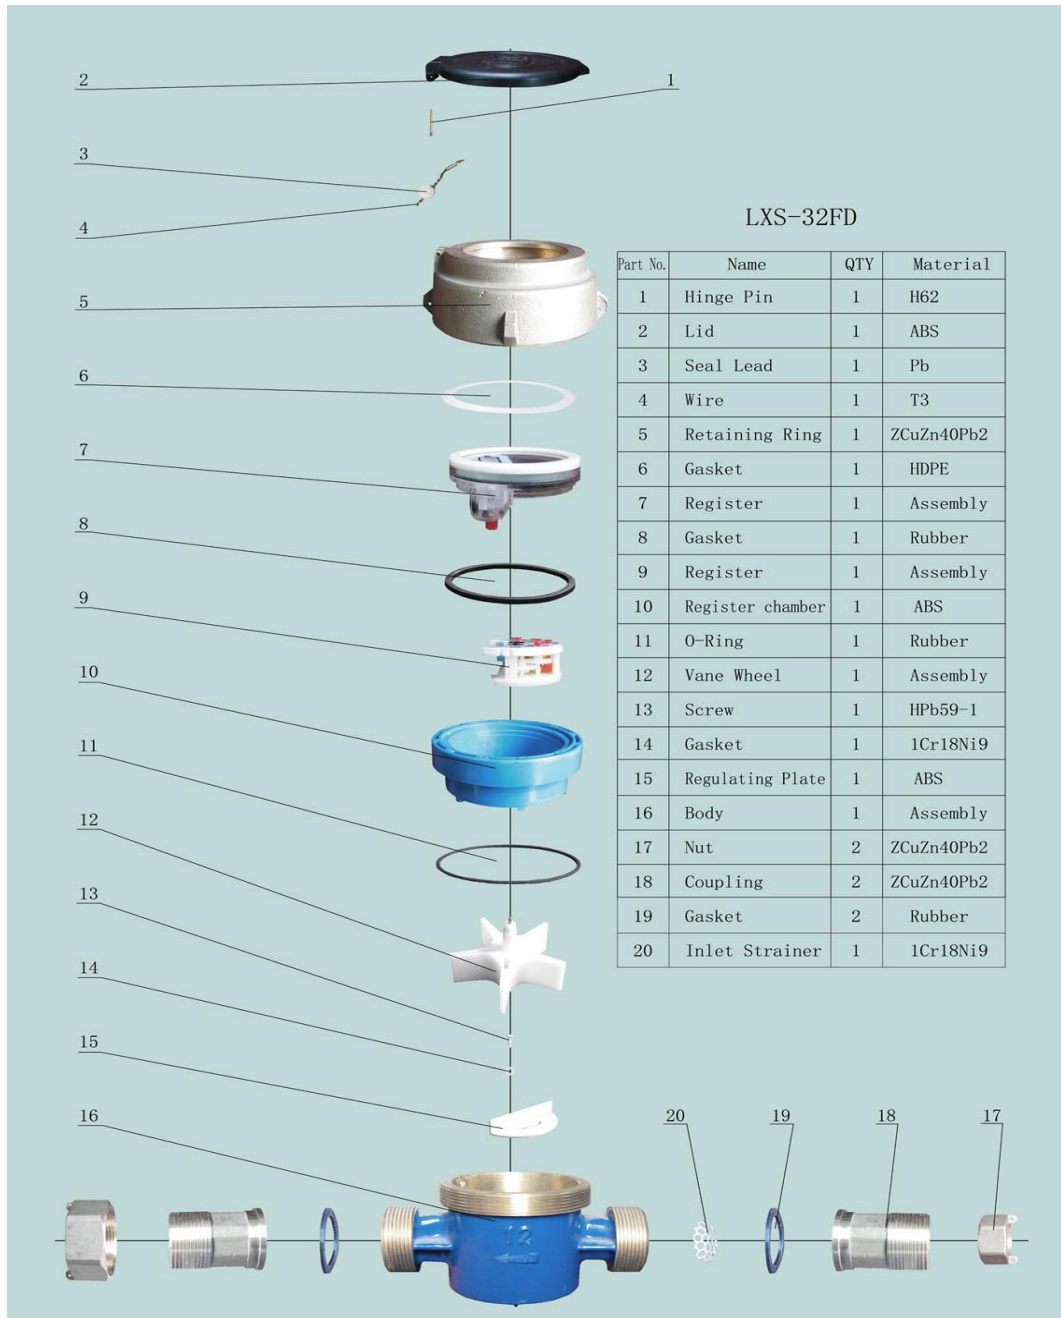 2
1
3
4
5
6
7
8
9
10
11
12
13
14
15
16
20
19
18
17
12
LXS-32FD
Part No. Name QTY Material
1 Hinge Pin 1 H62
2 Lid 1 ABS
3 Seal Lead 1 Pb
4 Wire 1 T3
5 Retaining Ring 1 ZCuZn40Pb2
6 Gasket 1 HDPE
7 Register 1 Assembly
8 Gasket 1 Rubber
9 Register 1 Assembly
10 Register chamber 1 ABS
11 O-Ring 1 Rubber
12 Vane Wheel 1 Assembly
13 Screw 1 HPb59-1
14 Gasket 1 1Cr18Ni9
15 Regulating Plate 1 ABS
16 Body 1 Assembly
17 Nut 2 ZCuZn40Pb2
18 Coupling 2 ZCuZn40Pb2
19 Gasket 2 Rubber
20 Inlet Strainer 1 1Cr18Ni9